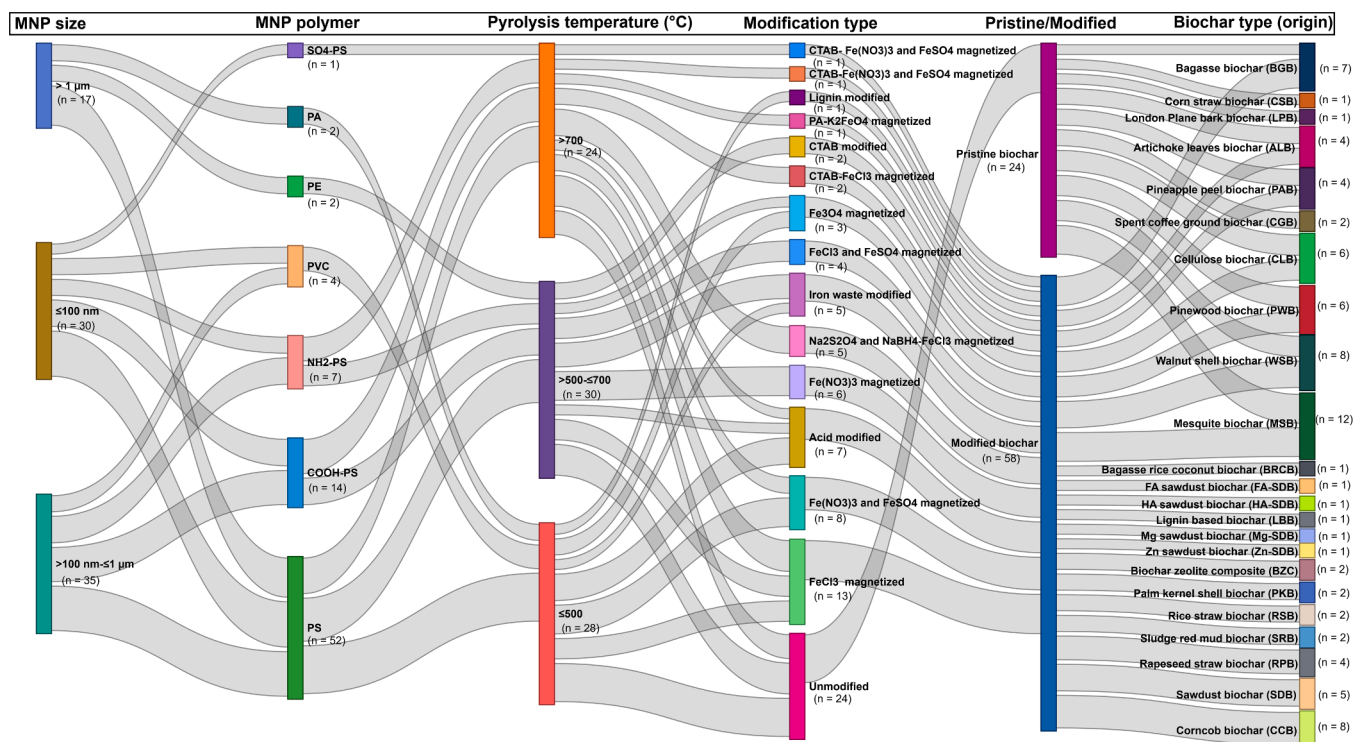 MNP size
MNP polymer
Pyrolysis temperature (°C)
Modification type
Pristine/Modified
Biochar type (origin)
> 1 µm
(n = 17)
≤100 nm
(n = 30)
>100 nm-≤1 µm
(n = 35)
SO4-PS
(n = 1)
PA
(n = 2)
PE
(n = 2)
PVC
(n = 4)
NH2-PS
(n = 7)
COOH-PS
(n = 14)
PS
(n = 52)
>700
(n = 24)
>500-≤700
(n = 30)
≤500
(n = 28)
CTAB- Fe(NO3)3 and FeSO4 magnetized
(n = 1)
CTAB-Fe(NO3)3 and FeSO4 magnetized
(n = 1)
Lignin modified
(n = 1)
PA-K2FeO4 magnetized
(n = 1)
CTAB modified
(n = 2)
CTAB-FeCl3 magnetized
(n = 2)
Fe3O4 magnetized
(n = 3)
FeCl3 and FeSO4 magnetized
(n = 4)
Iron waste modified
(n = 5)
Na2S2O4 and NaBH4-FeCl3 magnetized
(n = 5)
Fe(NO3)3 magnetized
(n = 6)
Acid modified
(n = 7)
Fe(NO3)3 and FeSO4 magnetized
(n = 8)
FeCl3 magnetized
(n = 13)
Unmodified
(n = 24)
Pristine biochar
(n = 24)
Modified biochar
(n = 58)
Bagasse biochar (BGB) (n = 7)
Corn straw biochar (CSB) (n = 1)
London Plane bark biochar (LPB) (n = 1)
Artichoke leaves biochar (ALB) (n = 4)
Pineapple peel biochar (PAB) (n = 4)
Spent coffee ground biochar (CGB) (n = 2)
Cellulose biochar (CLB) (n = 6)
Pinewood biochar (PWB) (n = 6)
Walnut shell biochar (WSB) (n = 8)
Mesquite biochar (MSB) (n = 12)
Bagasse rice coconut biochar (BRCB) (n = 1)
FA sawdust biochar (FA-SDB) (n = 1)
HA sawdust biochar (HA-SDB) (n = 1)
Lignin based biochar (LBB) (n = 1)
Mg sawdust biochar (Mg-SDB) (n = 1)
Zn sawdust biochar (Zn-SDB) (n = 1)
Biochar zeolite composite (BZC) (n = 2)
Palm kernel shell biochar (PKB) (n = 2)
Rice straw biochar (RSB) (n = 2)
Sludge red mud biochar (SRB) (n = 2)
Rapeseed straw biochar (RPB) (n = 4)
Sawdust biochar (SDB) (n = 5)
Corncob biochar (CCB) (n = 8)